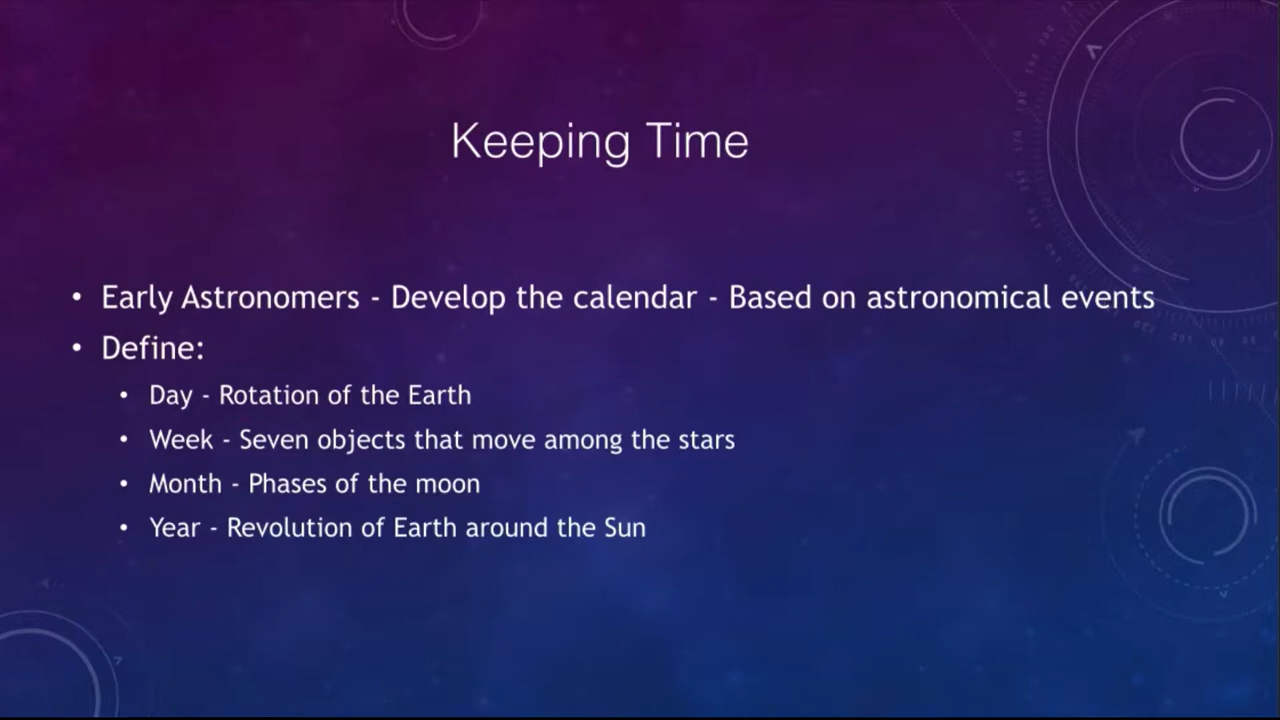 Keeping Time
• Early Astronomers - Develop the calendar - Based on astronomical events
• Define:
• Day - Rotation of the Earth
• Week - Seven objects that move among the stars
• Month - Phases of the moon
• Year - Revolution of Earth around the Sun